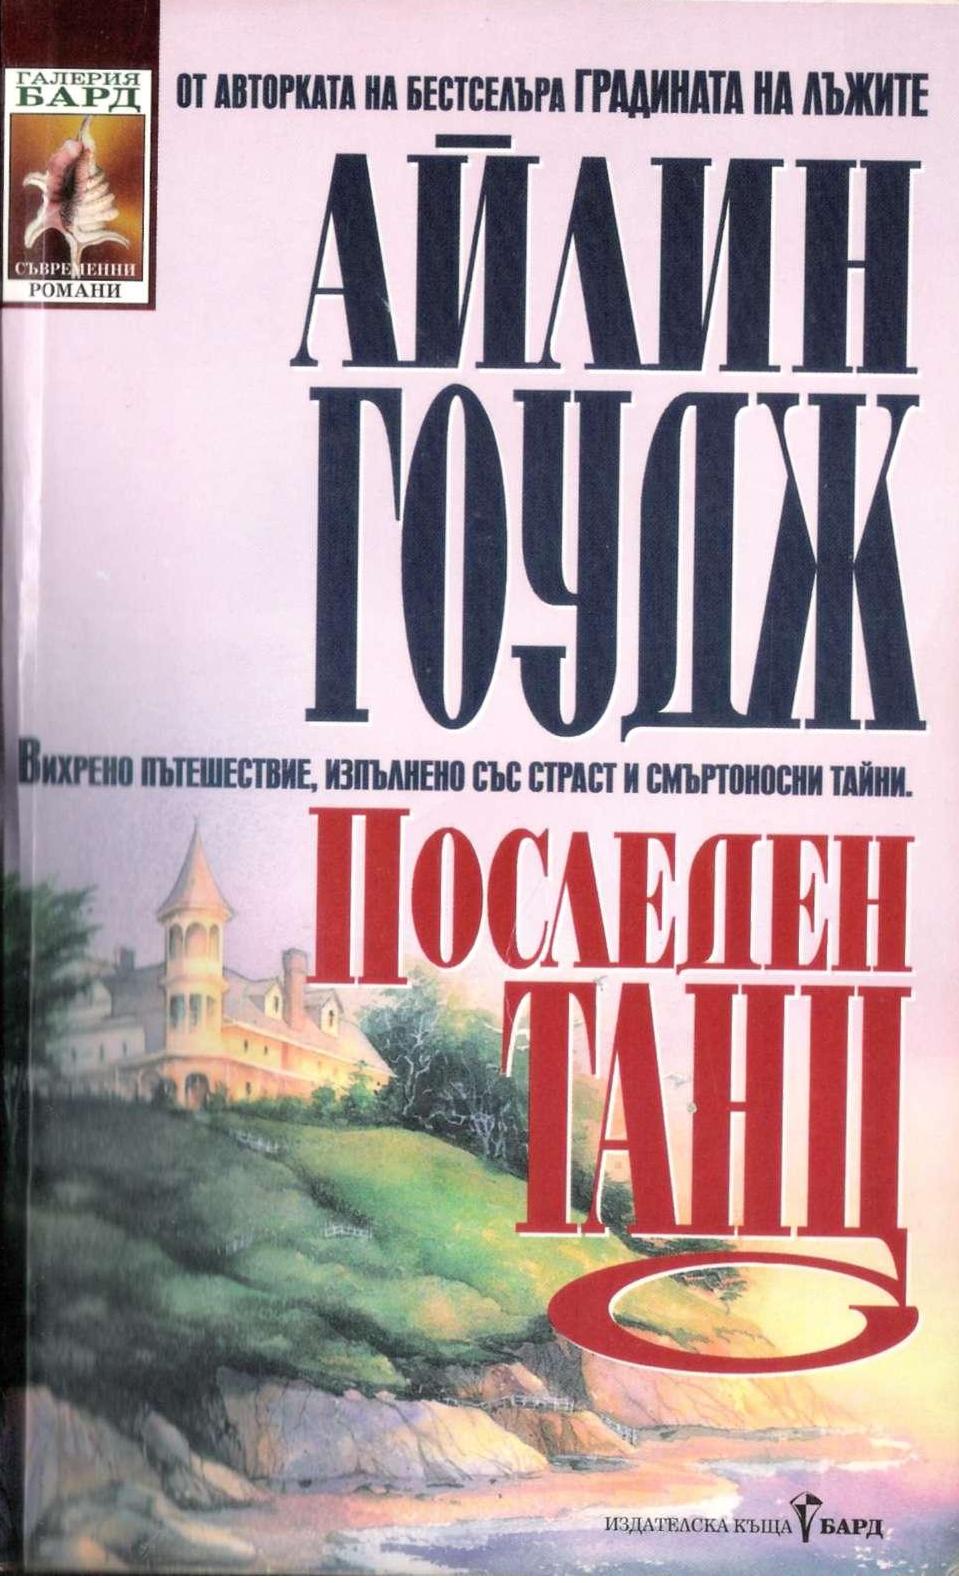 ГАЛЕРИЯ
БАРД
СЪВРЕМЕННИ
РОМАНИ
ОТ АВТОРКАТА НА БЕСТСЕЛЪРА ГРАДИНАТА НА ЛЪЖИТЕ
АЙЛИН
ГОУДЖ
ВИХРЕНО ПЪТЕШЕСТВИЕ, ИЗПЪЛНЕНО СЪС СТРАСТ И СМЪРТОНОСНИ ТАЙНИ.
ПОСЛЕДЕН
ТАНЦ
ИЗДАТЕЛСКА КЪЩА БАРД